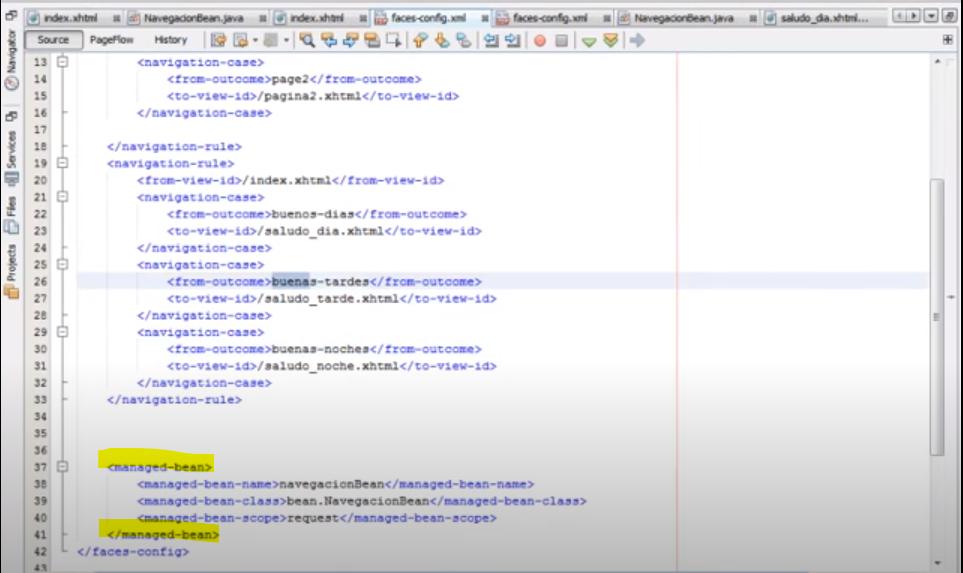 index.xhtml NavegacionBean.java index.xhtml faces-config.xml faces-config.xml NavegacionBean.java saludo_dia.xhtml...
Source PageFlow History
Navigator
Services
Files
Projects
13 <navigation-case>
14 <from-outcome>page2</from-outcome>
15 <to-view-id>/pagina2.xhtml</to-view-id>
16 </navigation-case>
17
18 </navigation-rule>
19 <navigation-rule>
20 <from-view-id>/index.xhtml</from-view-id>
21 <navigation-case>
22 <from-outcome>buenos-dias</from-outcome>
23 <to-view-id>/saludo_dia.xhtml</to-view-id>
24 </navigation-case>
25 <navigation-case>
26 <from-outcome>buenas-tardes</from-outcome>
27 <to-view-id>/saludo_tarde.xhtml</to-view-id>
28 </navigation-case>
29 <navigation-case>
30 <from-outcome>buenas-noches</from-outcome>
31 <to-view-id>/saludo_noche.xhtml</to-view-id>
32 </navigation-case>
33 </navigation-rule>
34
35
36
37 <managed-bean>
38 <managed-bean-name>navegacionBean</managed-bean-name>
39 <managed-bean-class>bean.NavegacionBean</managed-bean-class>
40 <managed-bean-scope>request</managed-bean-scope>
41 </managed-bean>
42 </faces-config>
43